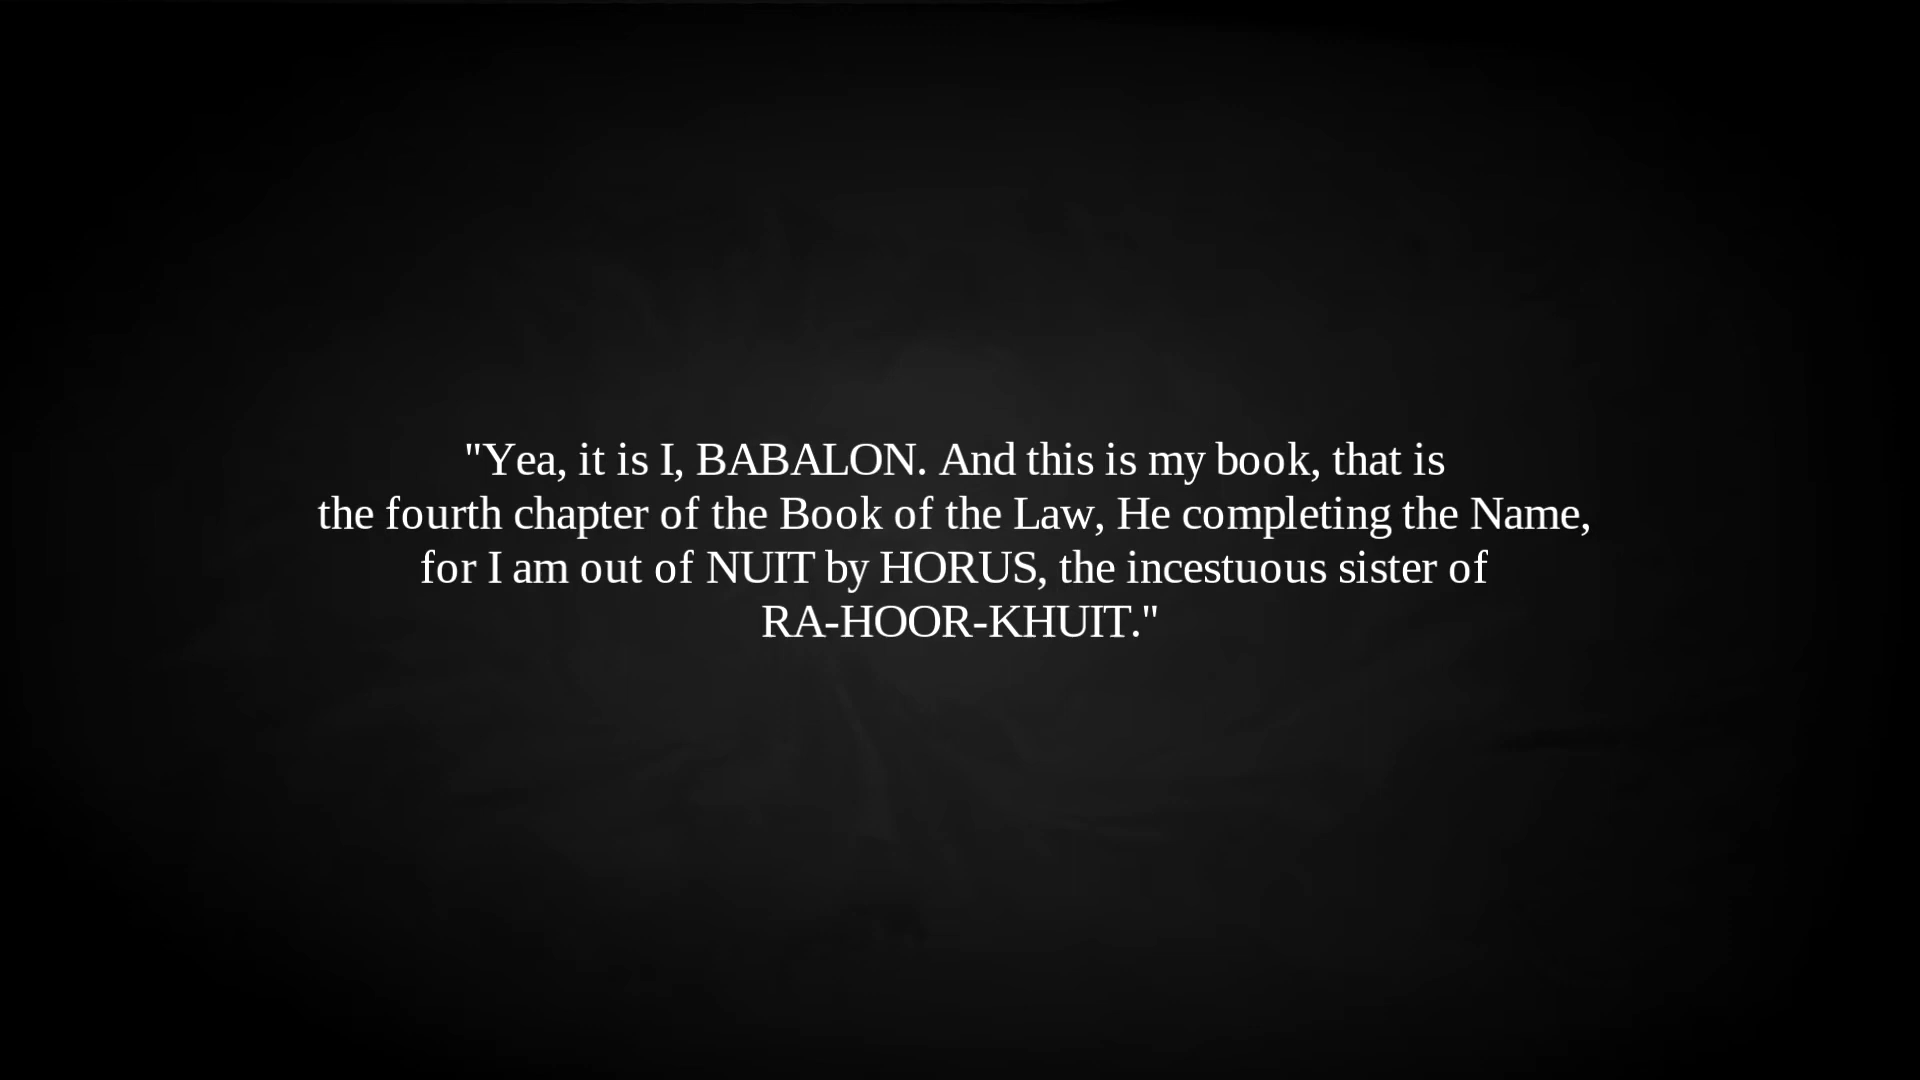 "Yea, it is I, BABALON. And this is my book, that is
the fourth chapter of the Book of the Law, He completing the Name,
for I am out of NUIT by HORUS, the incestuous sister of
RA-HOOR-KHUIT."